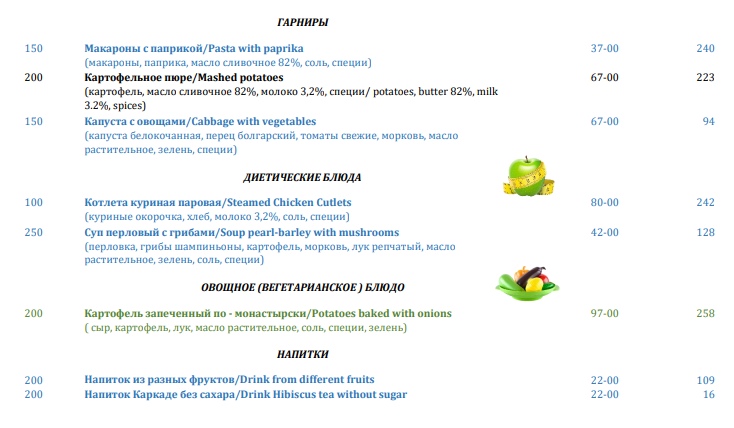 ГАРНИРЫ
150 Макароны с паприкой/Pasta with paprika 37-00 240
(макароны, паприка, масло сливочное 82%, соль, специи)
200 Картофельное пюре/Mashed potatoes 67-00 223
(картофель, масло сливочное 82%, молоко 3,2%, специи/ potatoes, butter 82%, milk
3.2%, spices)
150 Капуста с овощами/Cabbage with vegetables 67-00 94
(капуста белокочанная, перец болгарский, томаты свежие, морковь, масло
растительное, зелень, специи)
ДИЕТИЧЕСКИЕ БЛЮДА
100 Котлета куриная паровая/Steamed Chicken Cutlets 80-00 242
(куриные окорочка, хлеб, молоко 3,2%, соль, специи)
250 Суп перловый с грибами/Soup pearl-barley with mushrooms 42-00 128
(перловка, грибы шампиньоны, картофель, морковь, лук репчатый, масло
растительное, зелень, соль, специи)
ОВОЩНОЕ (ВЕГЕТАРИАНСКОЕ ) БЛЮДО
200 Картофель запеченный по - монастырски/Potatoes baked with onions 97-00 258
( сыр, картофель, лук, масло растительное, соль, специи, зелень)
НАПИТКИ
200 Напиток из разных фруктов/Drink from different fruits 22-00 109
200 Напиток Каркаде без сахара/Drink Hibiscus tea without sugar 22-00 16